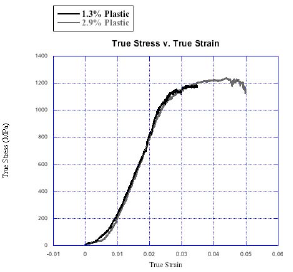 1.3% Plastic
2.9% Plastic
True Stress v. True Strain
1400
1200
1000
800
600
400
200
0
True Stress (MPa)
-0.01 0 0.01 0.02 0.03 0.04 0.05 0.06
True Strain